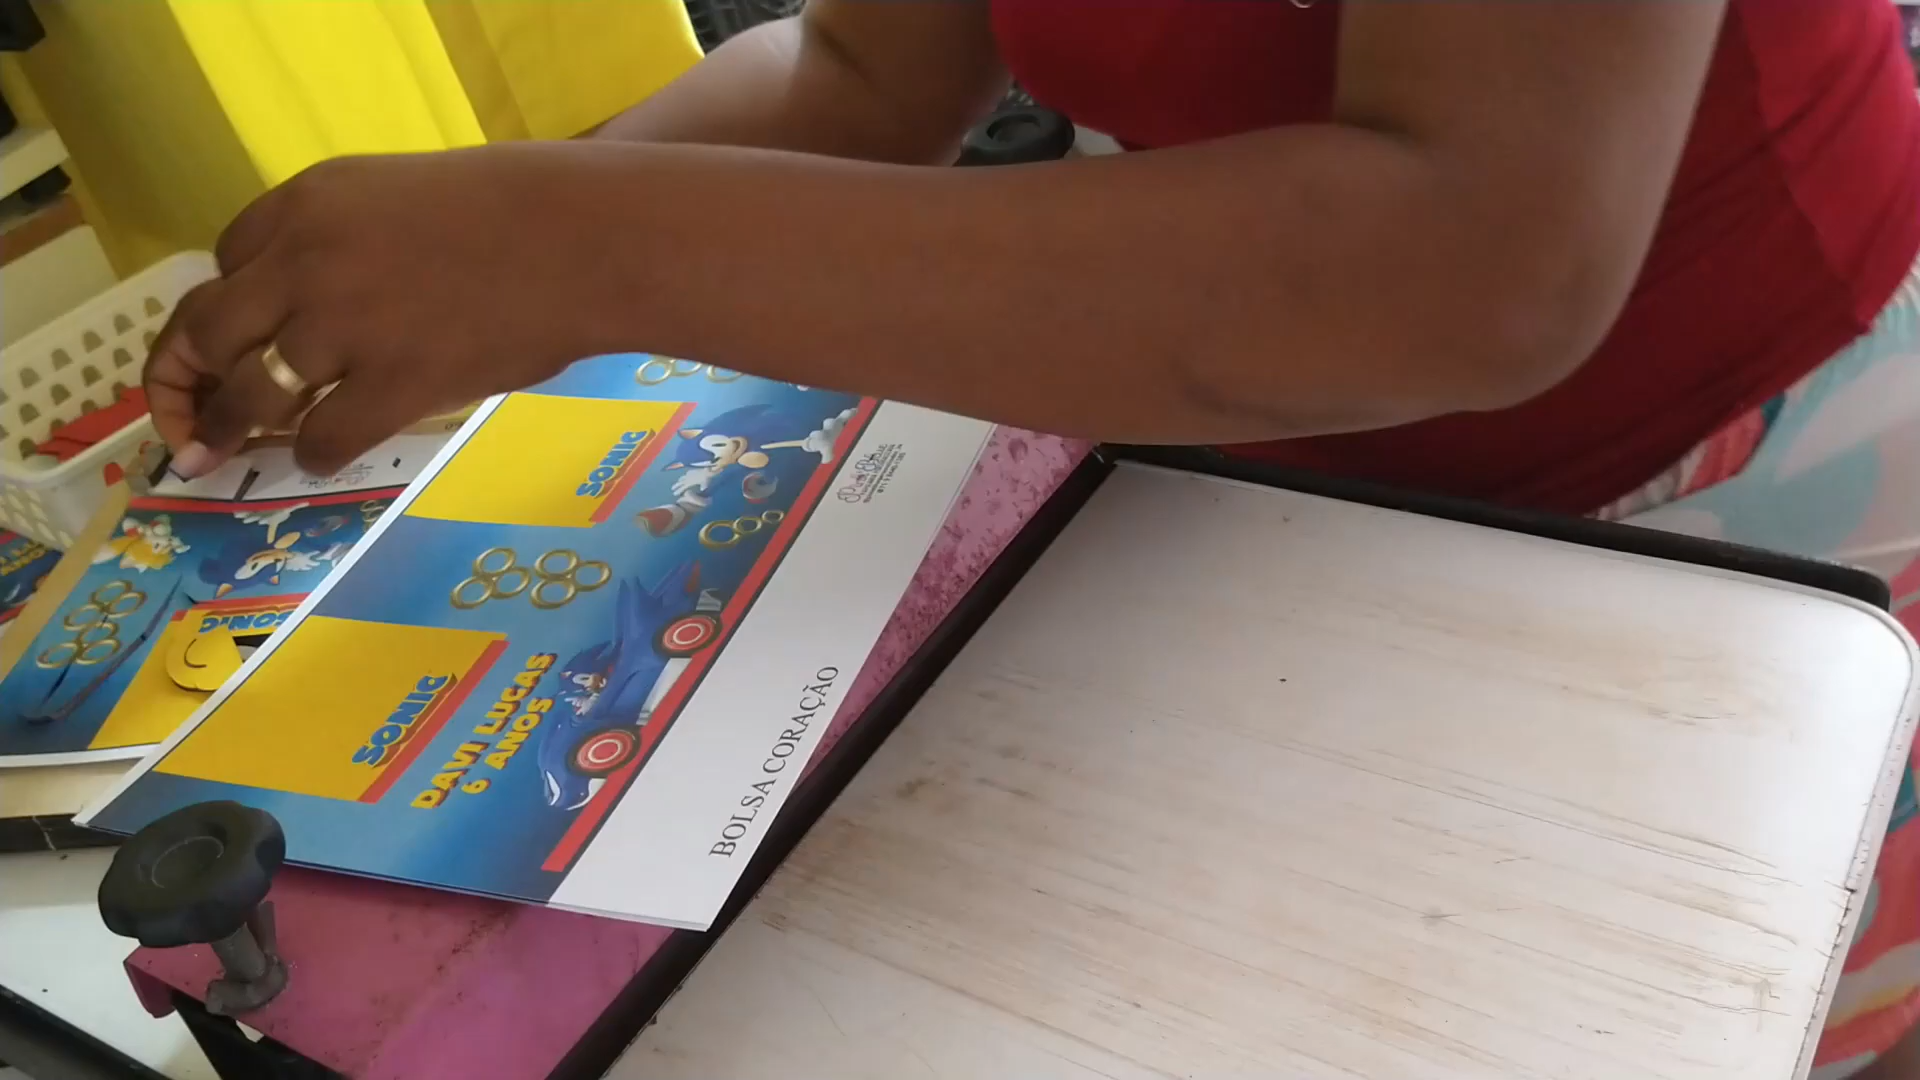 SONIC
SONIC
DAVI LUCAS
6 ANOS
BOLSA CORAÇÃO
SONIC